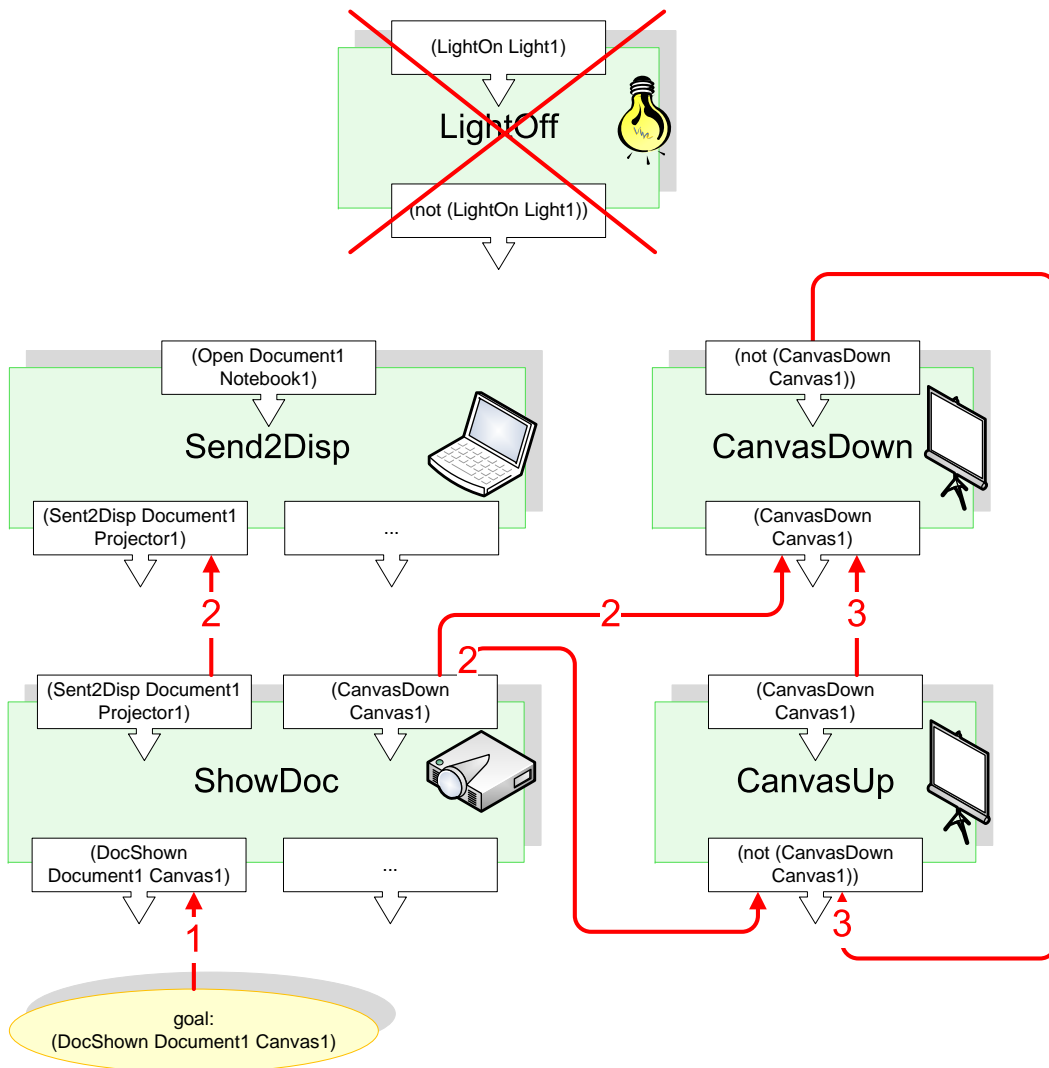 (LightOn Light1)
LightOff
(not (LightOn Light1))
(Open Document1
Notebook1)
Send2Disp
(Sent2Disp Document1
Projector1)
...
(not (CanvasDown
Canvas1))
CanvasDown
(CanvasDown
Canvas1)
2
2
3
2
(Sent2Disp Document1
Projector1)
(CanvasDown
Canvas1)
ShowDoc
(DocShown
Document1 Canvas1)
...
(CanvasDown
Canvas1)
CanvasUp
(not (CanvasDown
Canvas1))
1
3
goal:
(DocShown Document1 Canvas1)